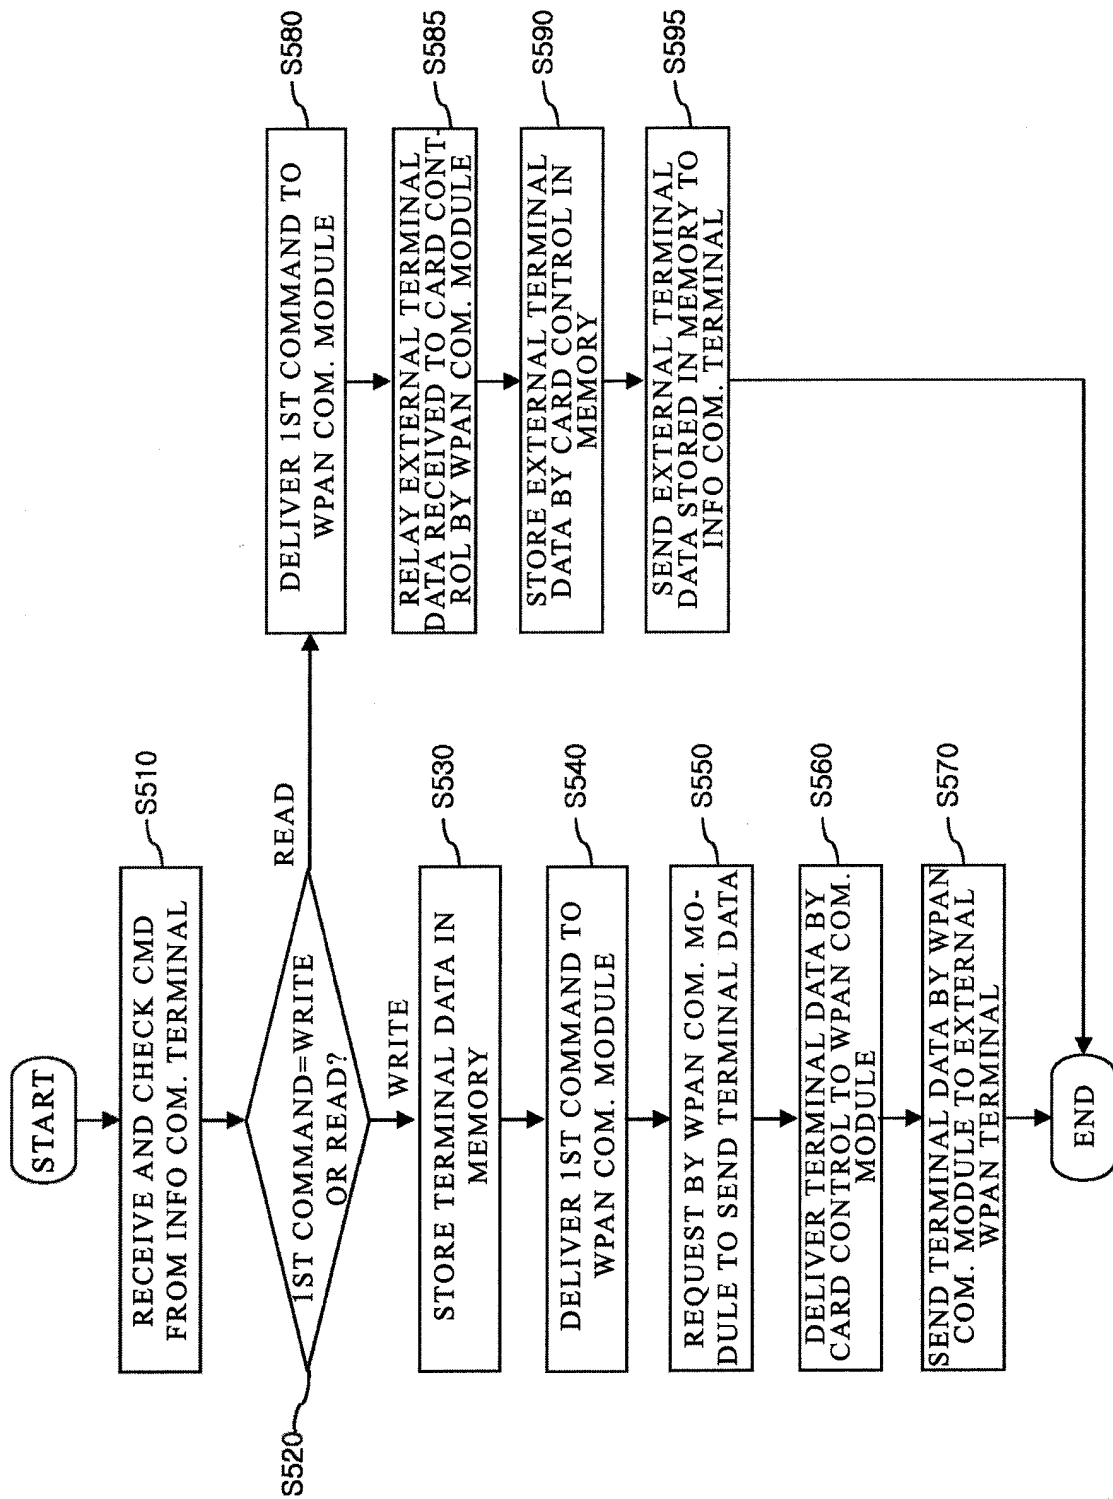 START
RECEIVE AND CHECK CMD
FROM INFO COM. TERMINAL
S510
1ST COMMAND=WRITE
OR READ?
S520
READ
WRITE
STORE TERMINAL DATA IN
MEMORY
S530
DELIVER 1ST COMMAND TO
WPAN COM. MODULE
S540
REQUEST BY WPAN COM. MO-
DULE TO SEND TERMINAL DATA
S550
DELIVER TERMINAL DATA BY
CARD CONTROL TO WPAN COM.
MODULE
S560
SEND TERMINAL DATA BY WPAN
COM. MODULE TO EXTERNAL
WPAN TERMINAL
S570
DELIVER 1ST COMMAND TO
WPAN COM. MODULE
S580
RELAY EXTERNAL TERMINAL
DATA RECEIVED TO CARD CONT-
ROL BY WPAN COM. MODULE
S585
STORE EXTERNAL TERMINAL
DATA BY CARD CONTROL IN
MEMORY
S590
SEND EXTERNAL TERMINAL
DATA STORED IN MEMORY TO
INFO COM. TERMINAL
S595
END